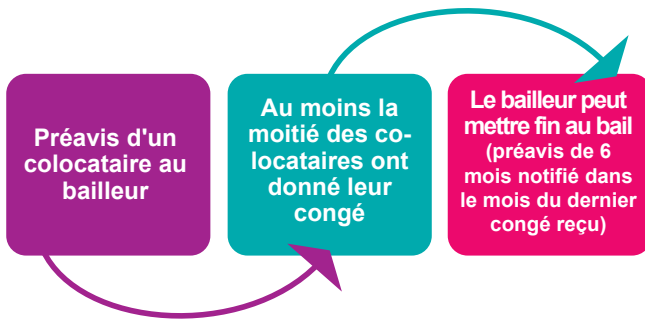 Préavis d'un
colocataire au
bailleur
Au moins la
moitié des co-
locataires ont
donné leur
congé
Le bailleur peut
mettre fin au bail
(préavis de 6
mois notifié dans
le mois du dernier
congé reçu)